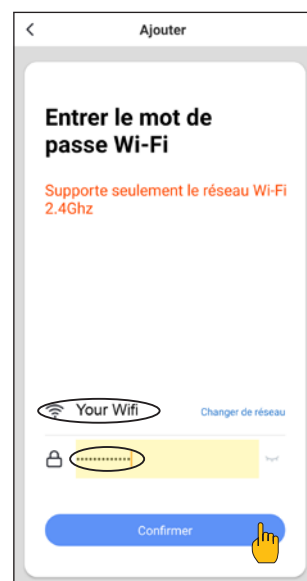 Ajouter
Entrer le mot de
passe Wi-Fi
Supporte seulement le réseau Wi-Fi
2.4Ghz
Your Wifi
Changer de réseau
Confirmer